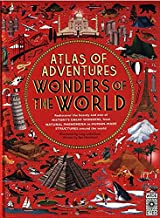 ATLAS OF ADVENTURES
WONDERS
OF THE
WORLD
Rediscover the beauty and awe of
HISTORY'S GREAT WONDERS, from
NATURAL PHENOMENA to HUMAN-MADE
STRUCTURES around the world